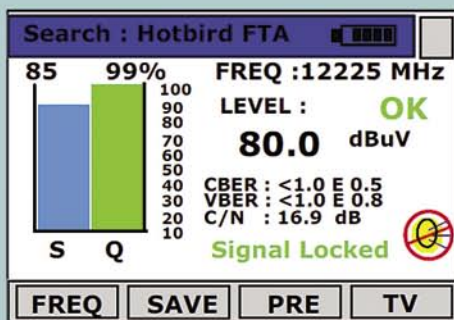 Search : Hotbird FTA
85 99% FREQ :12225 MHz
100
90
80
70
60
50
40
30
20
10
LEVEL : OK
80.0 dBuV
CBER : <1.0 E 0.5
VBER : <1.0 E 0.8
C/N : 16.9 dB
S Q Signal Locked
FREQ SAVE PRE TV